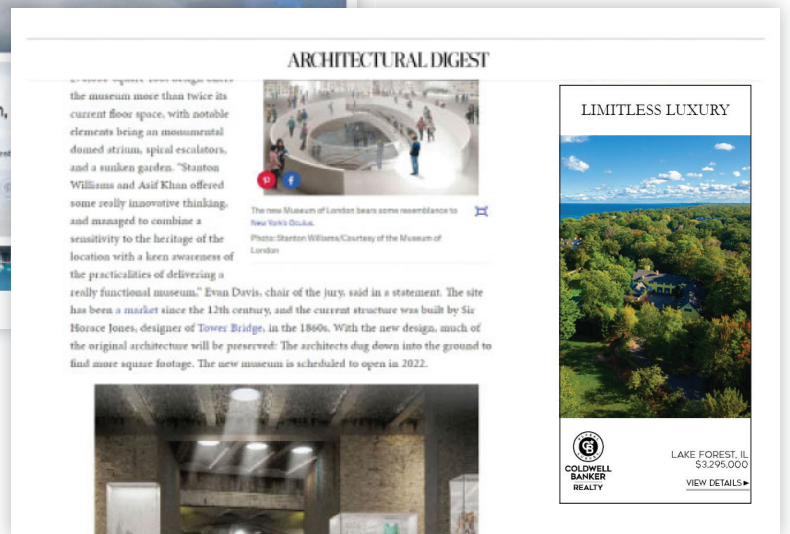 ARCHITECTURAL DIGEST
the museum more than twice its
current floor space, with notable
elements being an monumental
domed atrium, spiral escalators,
and a sunken garden. "Stanton
Williams and Asif Khan offered
some really innovative thinking,
and managed to combine a
sensitivity to the heritage of the
location with a keen awareness of
the practicalities of delivering a
really functional museum," Evan Davis, chair of the jury, said in a statement. The site
has been a market since the 12th century, and the current structure was built by Sir
Horace Jones, designer of Tower Bridge, in the 1860s. With the new design, much of
the original architecture will be preserved: The architects dug down into the ground to
find more square footage. The new museum is scheduled to open in 2022.
The new Museum of London bears some resemblance to
New York's Oculus.
Photo: Stanton Williams/Courtesy of the Museum of
London
LIMITLESS LUXURY
COLDWELL
BANKER
REALTY
LAKE FOREST, IL
$3,295,000
VIEW DETAILS ►